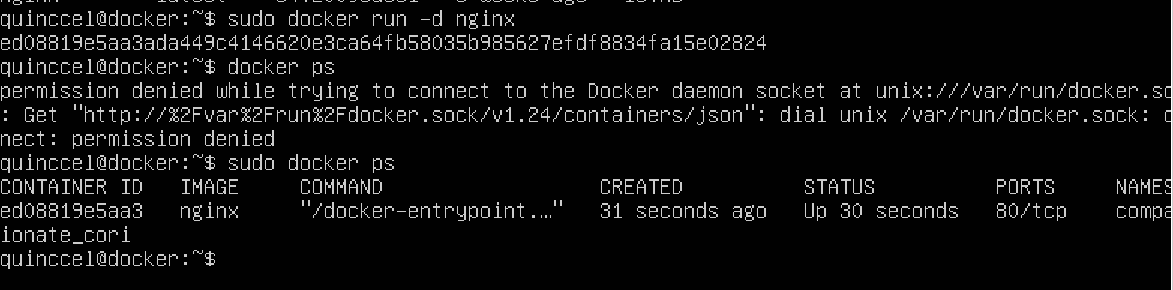 quinccel@docker:~$ sudo docker run -d nginx
ed08819e5aa3ada449c4146620e3ca64fb58035b985627efdf8834fa15e02824
quinccel@docker:~$ docker ps
permission denied while trying to connect to the Docker daemon socket at unix:///var/run/docker.so
: Get "http://%2Fvar%2Frun%2Fdocker.sock/v1.24/containers/json": dial unix /var/run/docker.sock: c
nect: permission denied
quinccel@docker:~$ sudo docker ps
CONTAINER ID   IMAGE     COMMAND                  CREATED          STATUS          PORTS     NAMES
ed08819e5aa3   nginx     "/docker-entrypoint.…"   31 seconds ago   Up 30 seconds   80/tcp    compa
ionate_cori
quinccel@docker:~$